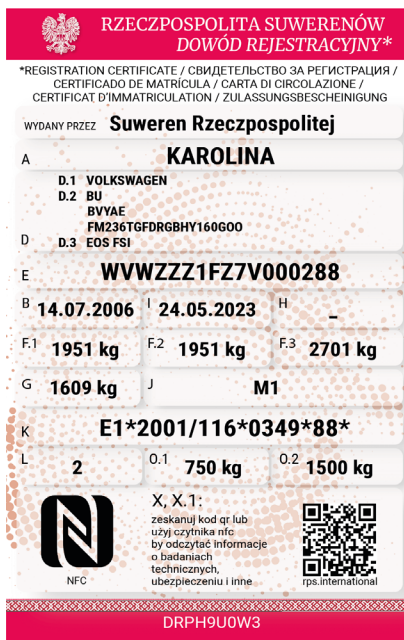 RZECZPOSPOLITA SUWERENÓW
DOWÓD REJESTRACYJNY*
*REGISTRATION CERTIFICATE / СВИДЕТЕЛЬСТВО ЗА РЕГИСТРАЦИЯ /
CERTIFICADO DE MATRÍCULA / CARTA DI CIRCOLAZIONE /
CERTIFICAT D'IMMATRICULATION / ZULASSUNGSBESCHEINIGUNG
WYDANY PRZEZ Suweren Rzeczpospolitej
A KAROLINA
D.1 VOLKSWAGEN
D.2 BU
BVYAE
FM236TGFDRGBHY160GOO
D D.3 EOS FSI
E WVWZZZ1FZ7V000288
B 14.07.2006 I 24.05.2023 H –
F.1 1951 kg F.2 1951 kg F.3 2701 kg
G 1609 kg J M1
K E1*2001/116*0349*88*
L 2 O.1 750 kg O.2 1500 kg
X, X.1:
zeskanuj kod qr lub
użyj czytnika nfc
by odczytać informacje
o badaniach
technicznych,
ubezpieczeniu i inne
NFC
rps.international
DRPH9U0W3